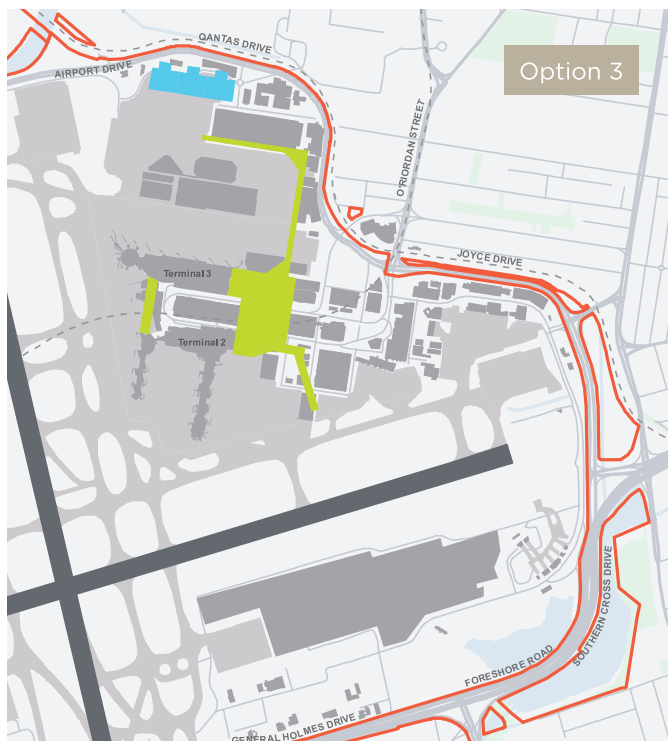 QANTAS DRIVE
AIRPORT DRIVE
Option 3
O'RIORDAN STREET
JOYCE DRIVE
Terminal 3
Terminal 2
SOUTHERN CROSS DRIVE
FORESHORE ROAD
GENERAL HOLMES DRIVE